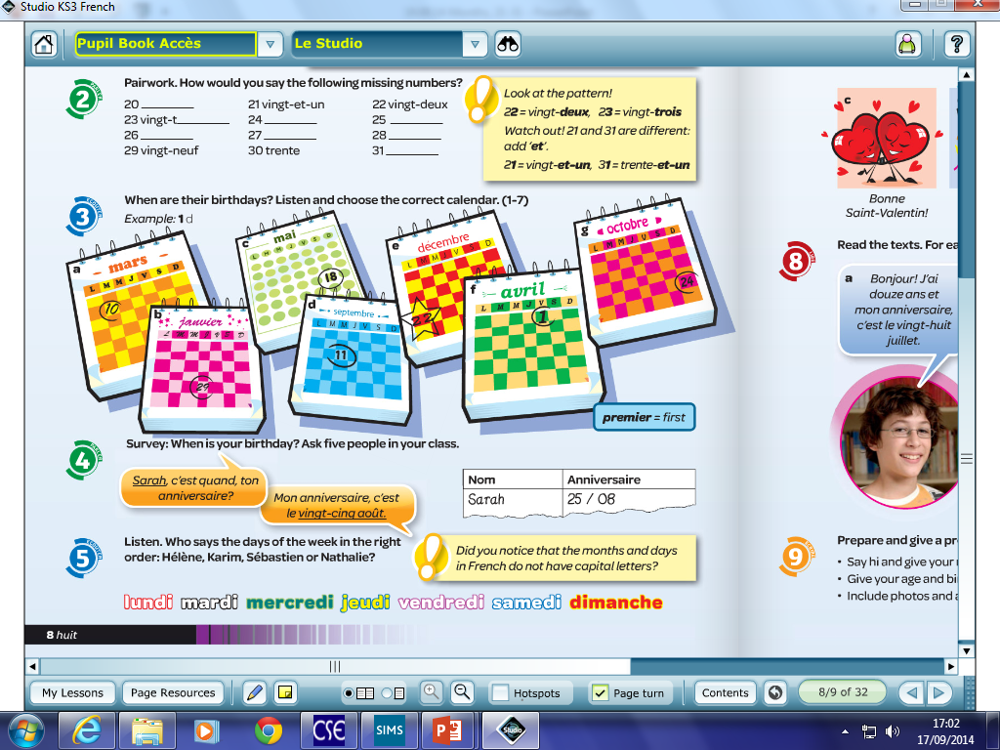 Studio KS3 French
Pupil Book Accès
Le Studio
?
2
Pairwork. How would you say the following missing numbers?
20 ________ 21 vingt-et-un 22 vingt-deux
23 vingt-t________ 24 ________ 25 ________
26 ________ 27 ________ 28 ________
29 vingt-neuf 30 trente 31 ________
Look at the pattern!
22 = vingt-deux, 23 = vingt-trois
Watch out! 21 and 31 are different:
add ‘et’.
21 = vingt-et-un, 31 = trente-et-un
3
When are their birthdays? Listen and choose the correct calendar. (1-7)
Example: 1 d
a
mars
L M M J V S D
10
b
janvier
L M M J V S D
29
c
mai
L M M J V S D
18
d
septembre
L M M J V S D
11
e
décembre
L M M J V S D
22
f
avril
L M M J V S D
1
g
octobre
L M M J V S D
24
premier = first
4
Survey: When is your birthday? Ask five people in your class.
Sarah, c’est quand, ton
anniversaire?
Mon anniversaire, c’est
le vingt-cinq août.
Nom Anniversaire
Sarah 25 / 08
5
Listen. Who says the days of the week in the right
order: Hélène, Karim, Sébastien or Nathalie?
Did you notice that the months and days
in French do not have capital letters?
lundi mardi mercredi jeudi vendredi samedi dimanche
8 huit
c
Bonne
Saint-Valentin!
8
Read the texts. For ea
a
Bonjour! J’ai
douze ans et
mon anniversaire,
c’est le vingt-huit
juillet.
9
Prepare and give a pr
• Say hi and give your
• Give your age and bi
• Include photos and a
My Lessons Page Resources Hotspots Page turn Contents 8/9 of 32
CSE SIMS Studio
17:02
17/09/2014